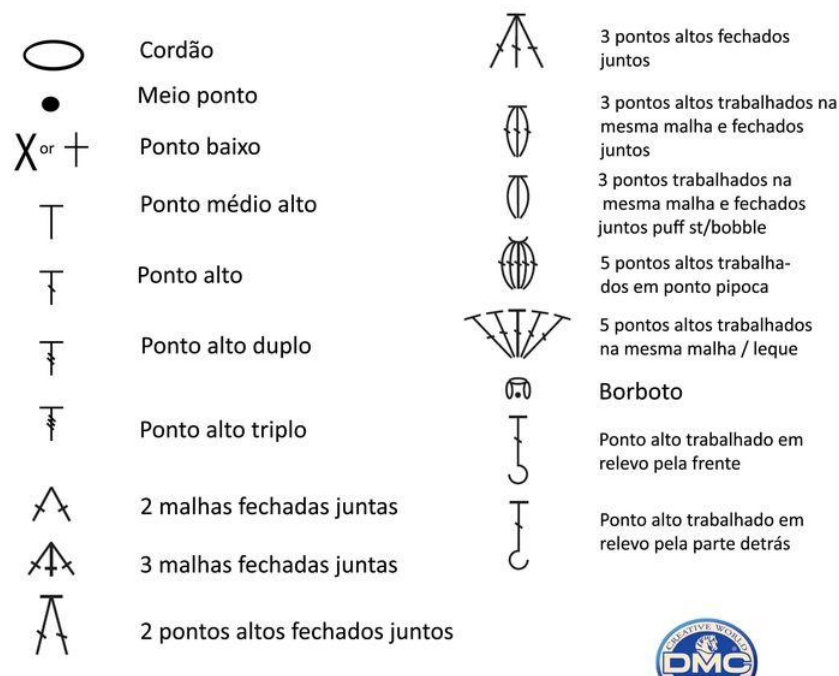 Cordão
Meio ponto
X or +
Ponto baixo
Ponto médio alto
Ponto alto
Ponto alto duplo
Ponto alto triplo
2 malhas fechadas juntas
3 malhas fechadas juntas
2 pontos altos fechados juntos
3 pontos altos fechados
juntos
3 pontos altos trabalhados na
mesma malha e fechados
juntos
3 pontos trabalhados na
mesma malha e fechados
juntos puff st/bobble
5 pontos altos trabalha-
dos em ponto pipoca
5 pontos altos trabalhados
na mesma malha / leque
Borboto
Ponto alto trabalhado em
relevo pela frente
Ponto alto trabalhado em
relevo pela parte detrás
CREATIVE WORLD
DMC